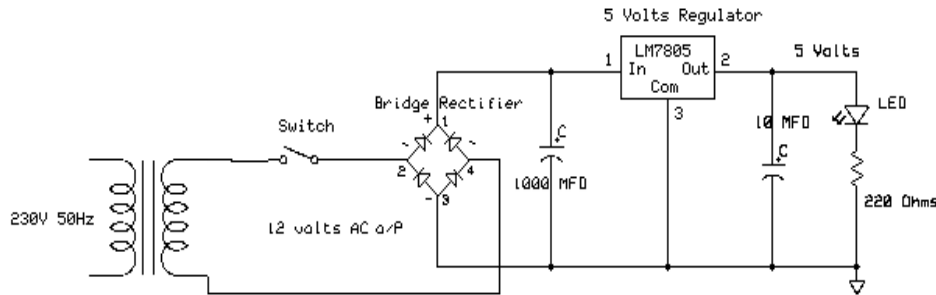 5 Volts Regulator
LM7805
1
In
Out
2
Com
3
5 Volts
Bridge Rectifier
+
1
~
~
2
4
-
3
Switch
C
+
1000 MFD
10 MFD
+
C
LED
220 Ohms
230V 50Hz
12 volts AC o/P